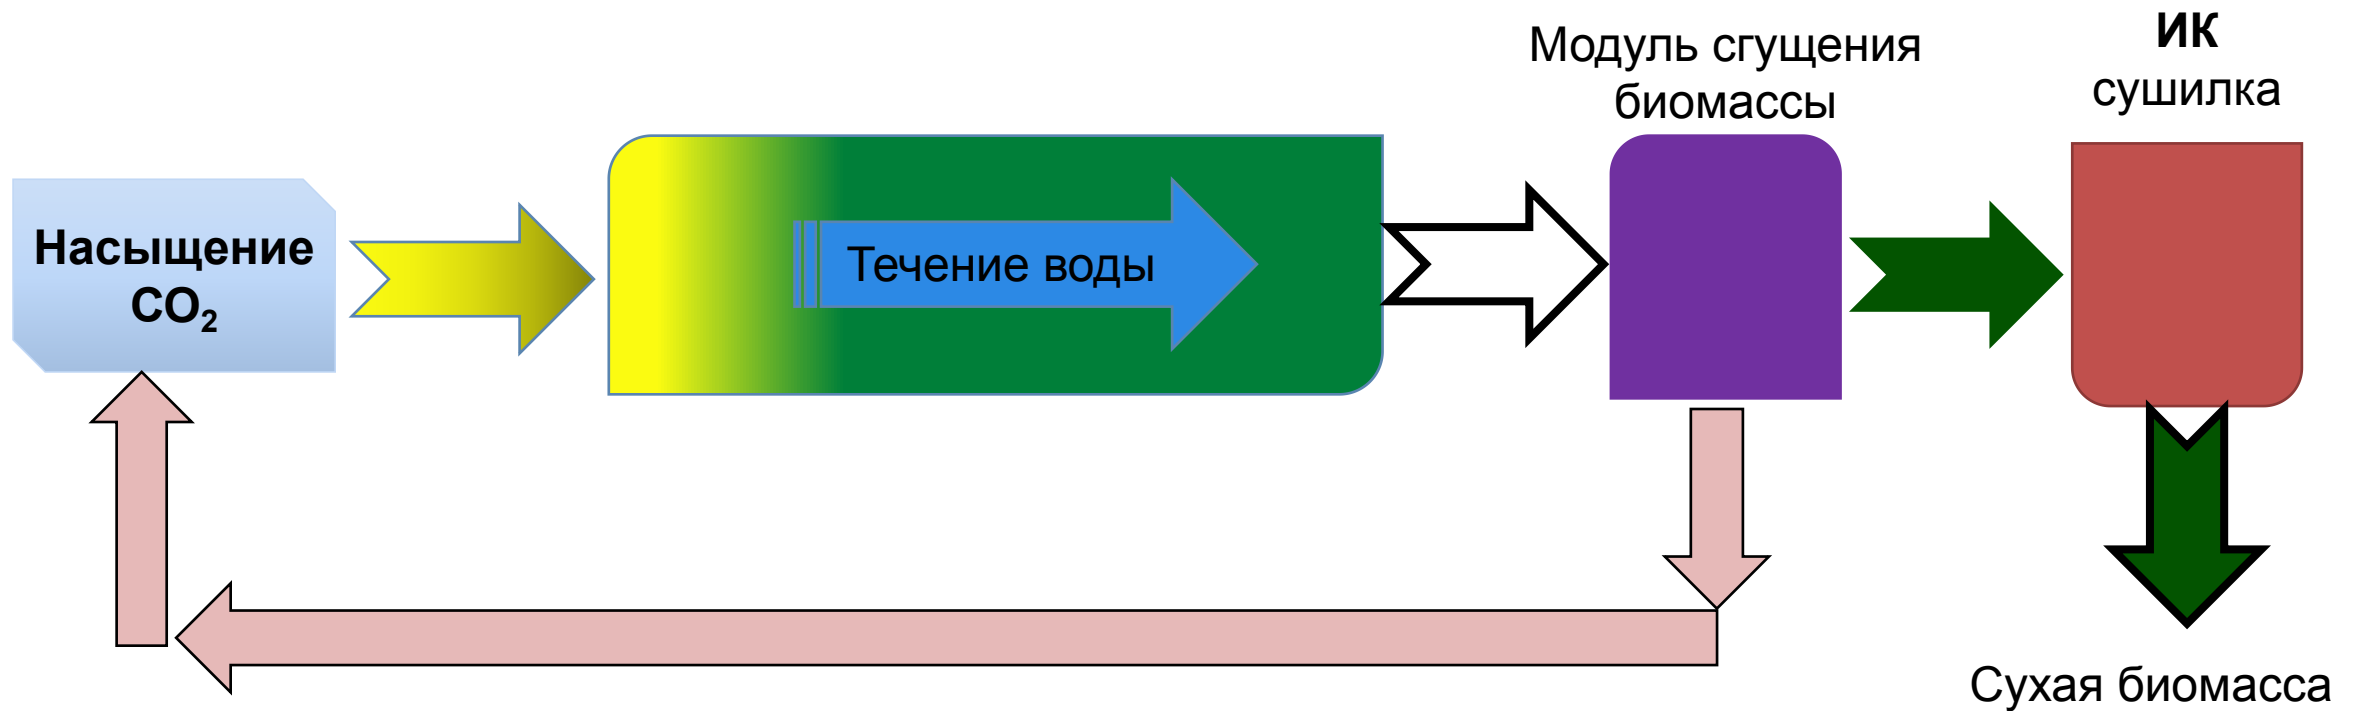 Насыщение
CO₂
Течение воды
Модуль сгущения
биомассы
ИК
сушилка
Сухая биомасса